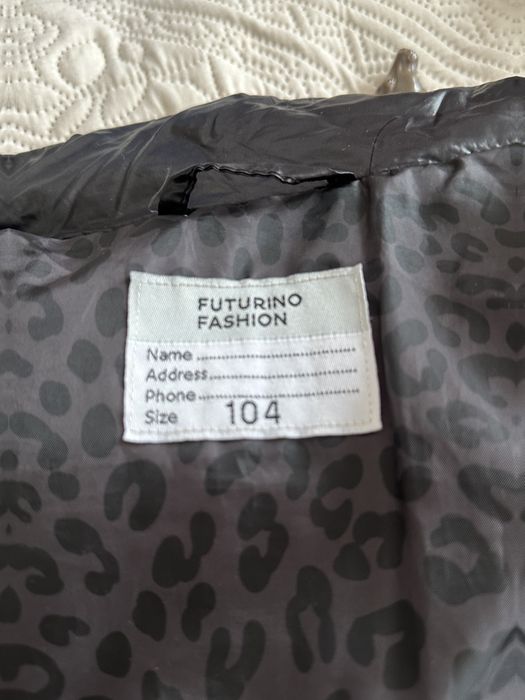 FUTURINO
FASHION
Name ................................
Address.............................
Phone................................
Size 104